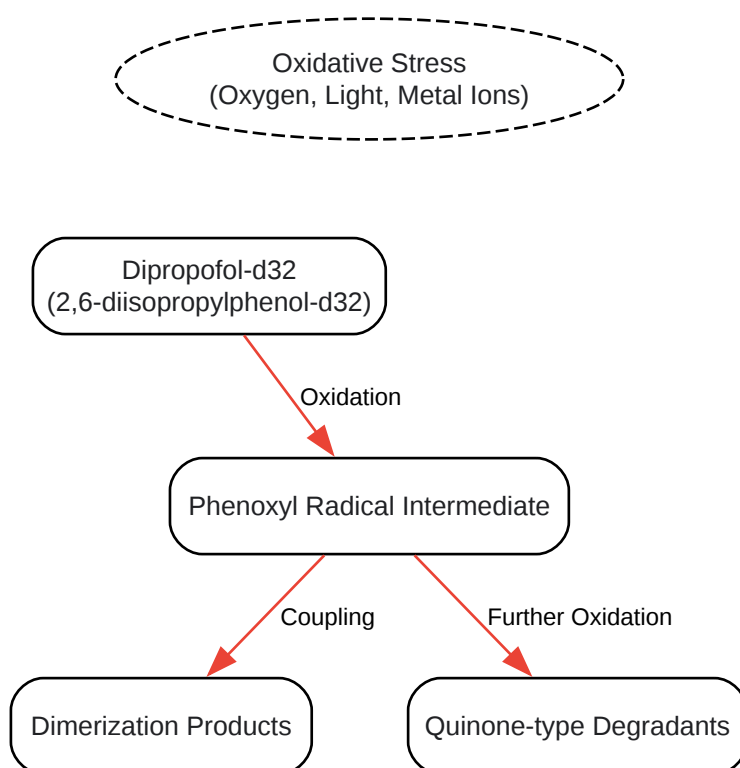 Oxidative Stress
(Oxygen, Light, Metal Ions)
Dipropofol-d32
(2,6-diisopropylphenol-d32)
Oxidation
Phenoxyl Radical Intermediate
Coupling
Further Oxidation
Dimerization Products
Quinone-type Degradants